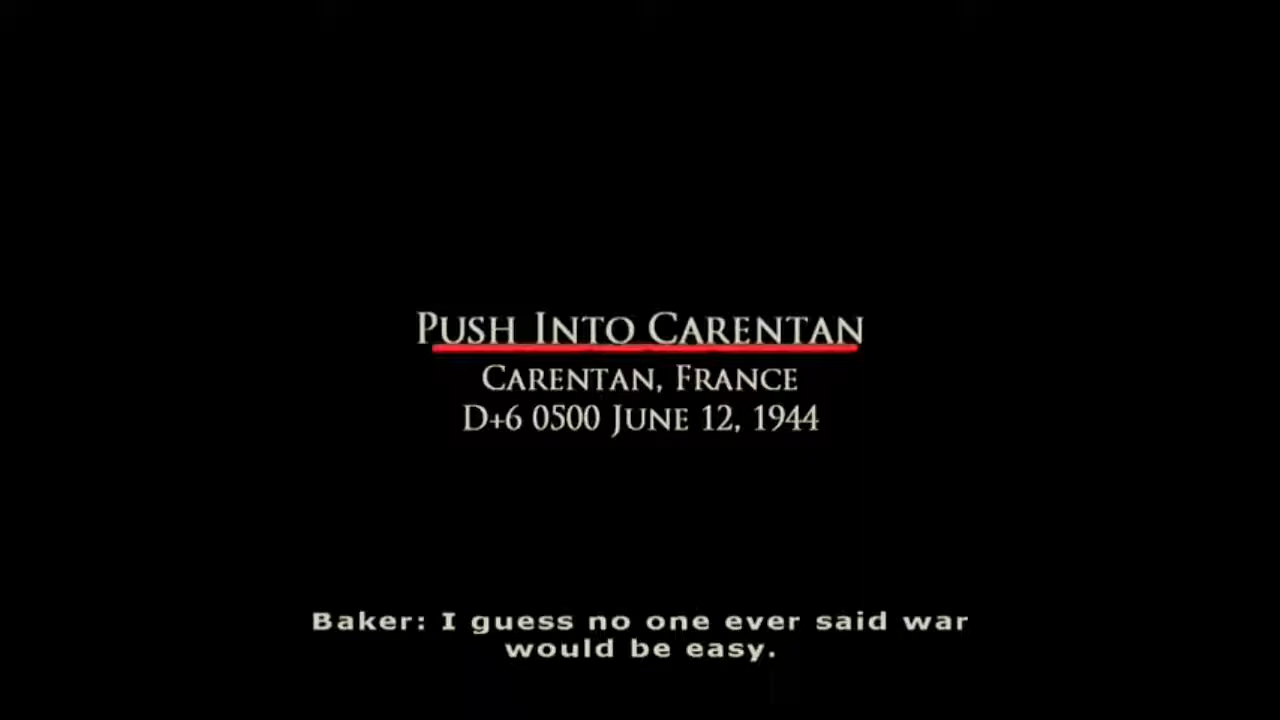 Push Into Carentan
Carentan, France
D+6 0500 June 12, 1944
Baker: I guess no one ever said war
would be easy.